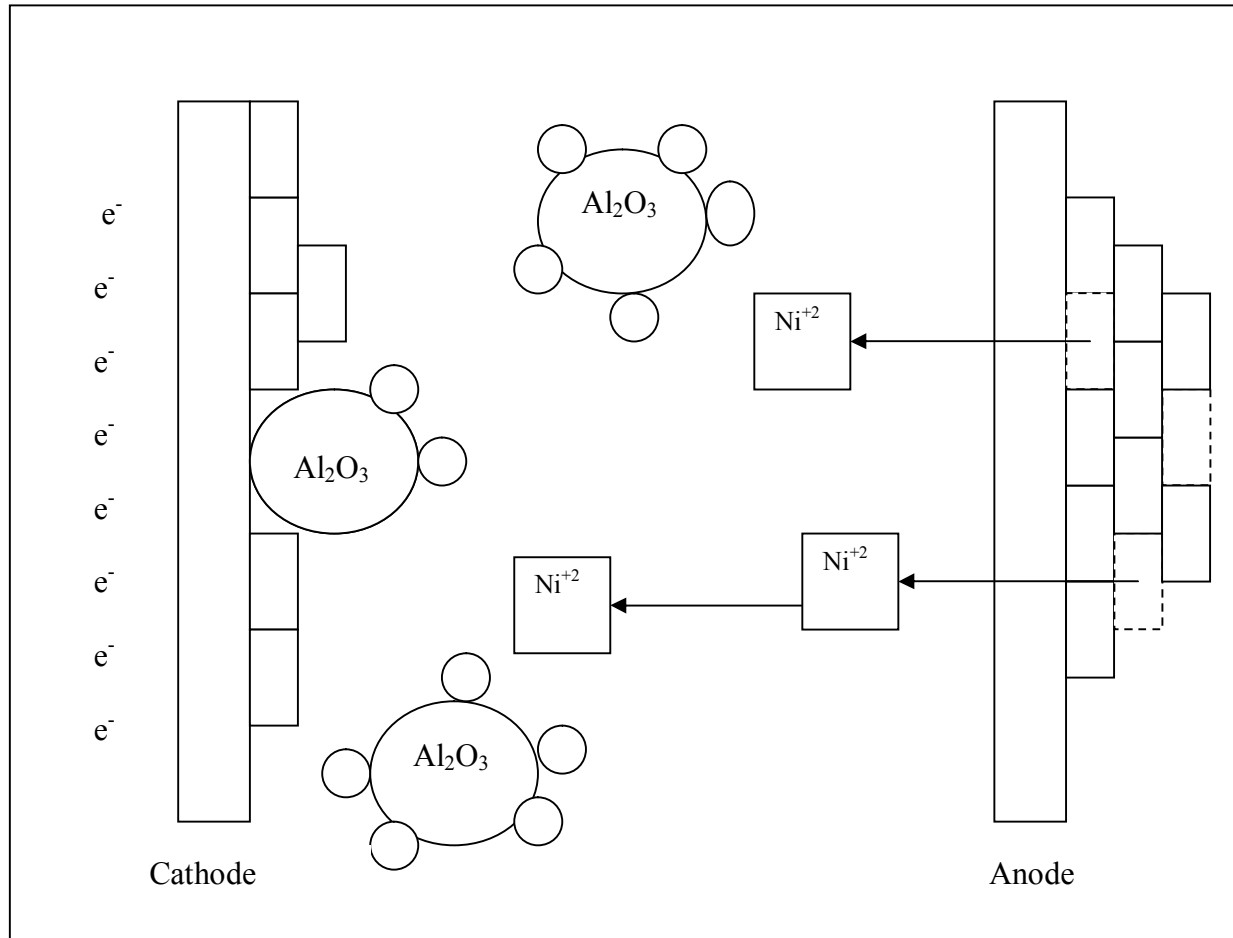 Al₂O₃
e⁻
e⁻
Ni⁺²
e⁻
e⁻
Al₂O₃
e⁻
Ni⁺²
e⁻
Ni⁺²
e⁻
e⁻
Al₂O₃
Cathode
Anode